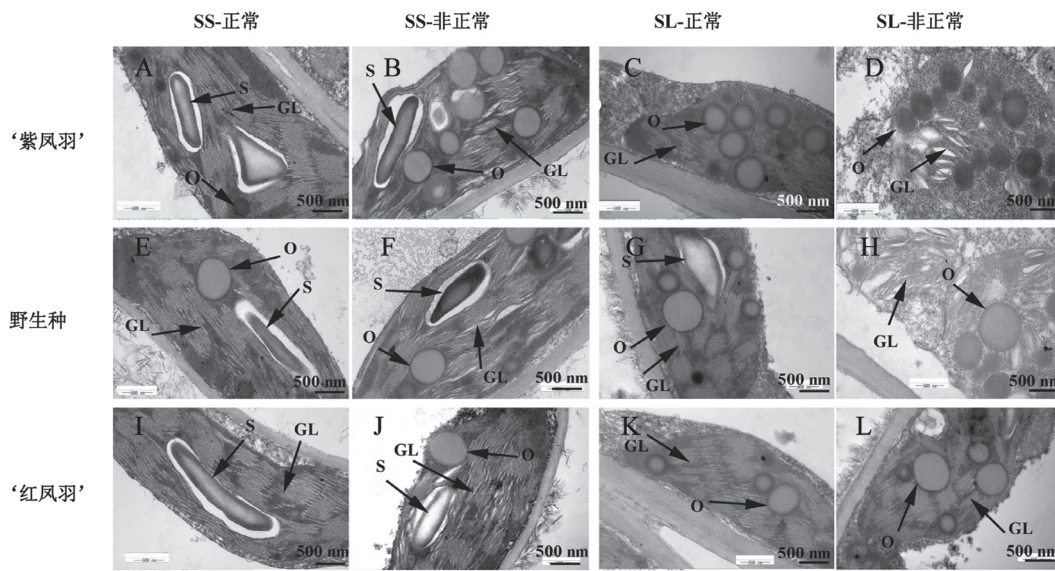 SS-正常 SS-非正常 SL-正常 SL-非正常
‘紫凤羽’
A S GL O 500 nm
B S GL O 500 nm
C O GL 500 nm
D O GL 500 nm
野生种
E O S GL 500 nm
F S O GL 500 nm
G S O GL 500 nm
H O GL 500 nm
‘红凤羽’
I S GL 500 nm
J GL O S 500 nm
K GL O 500 nm
L O GL 500 nm